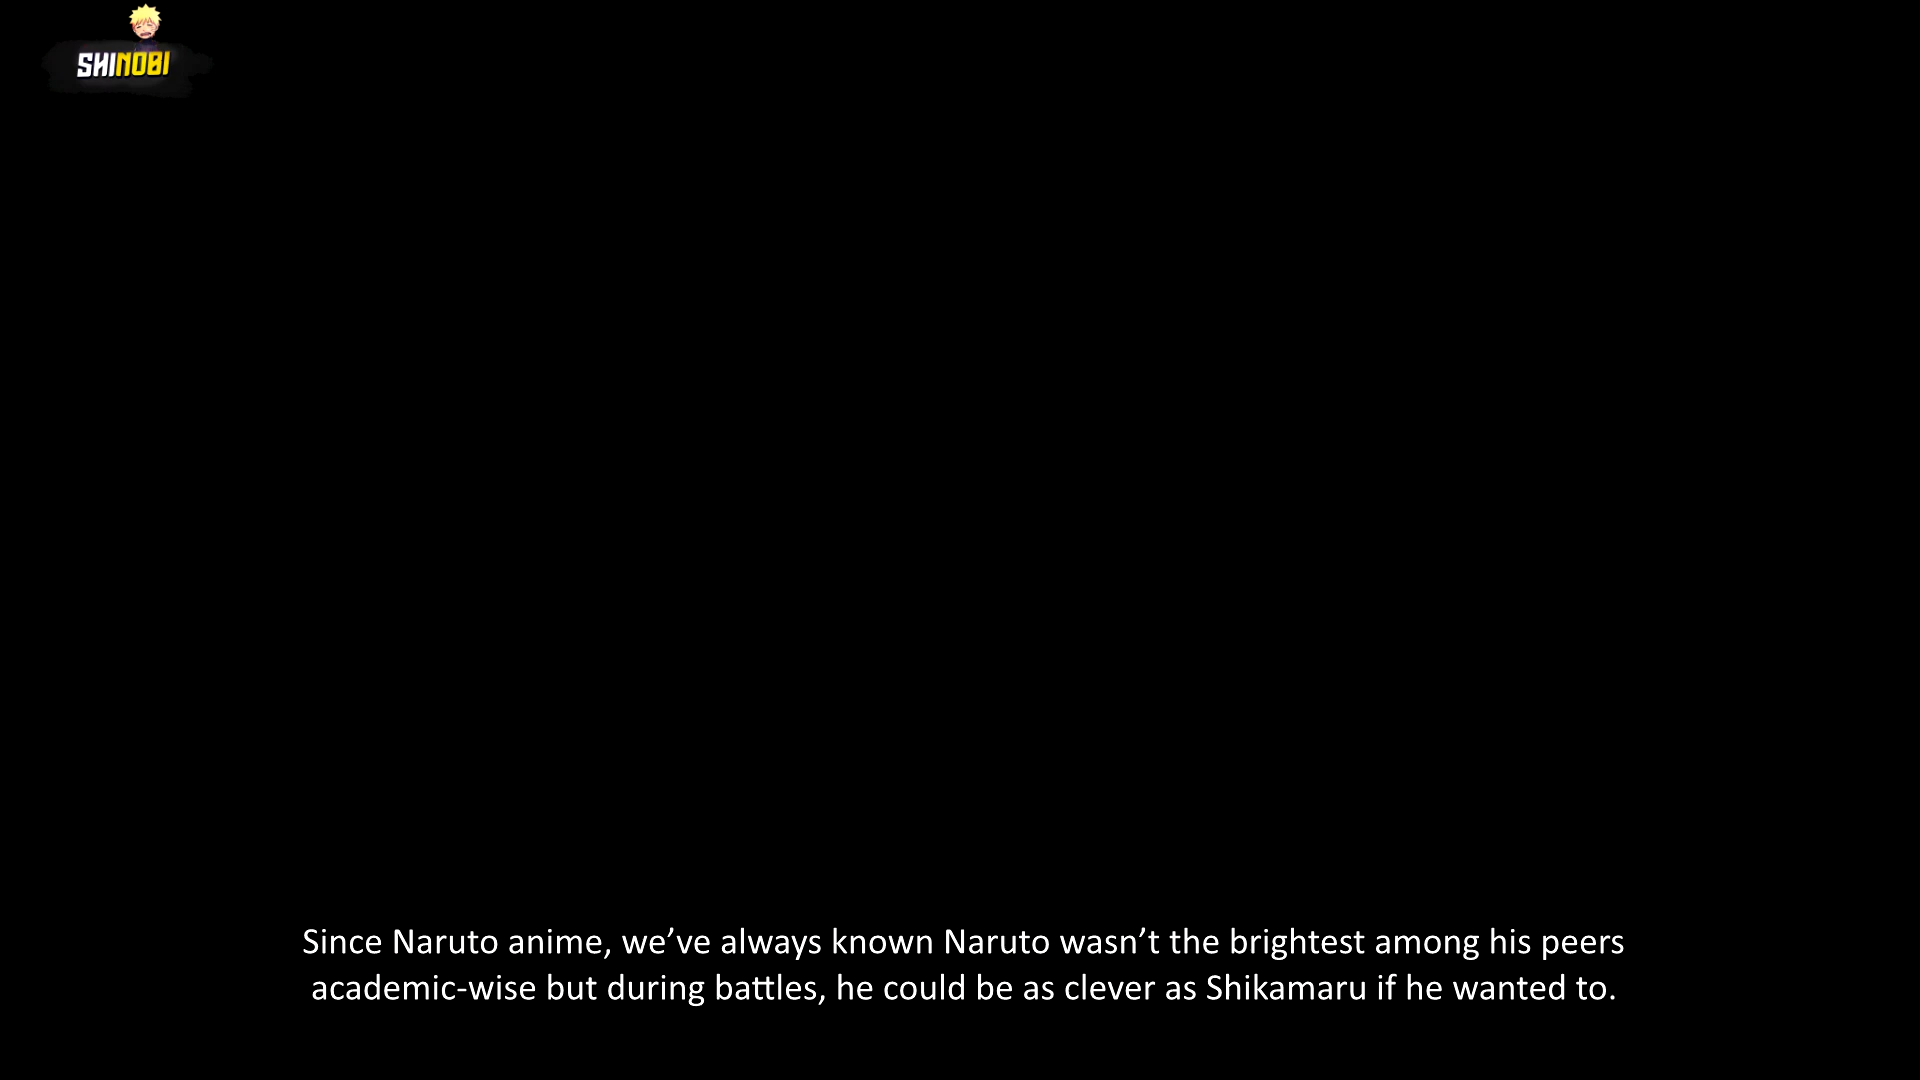 SHINOBI
Since Naruto anime, we’ve always known Naruto wasn’t the brightest among his peers
academic-wise but during battles, he could be as clever as Shikamaru if he wanted to.